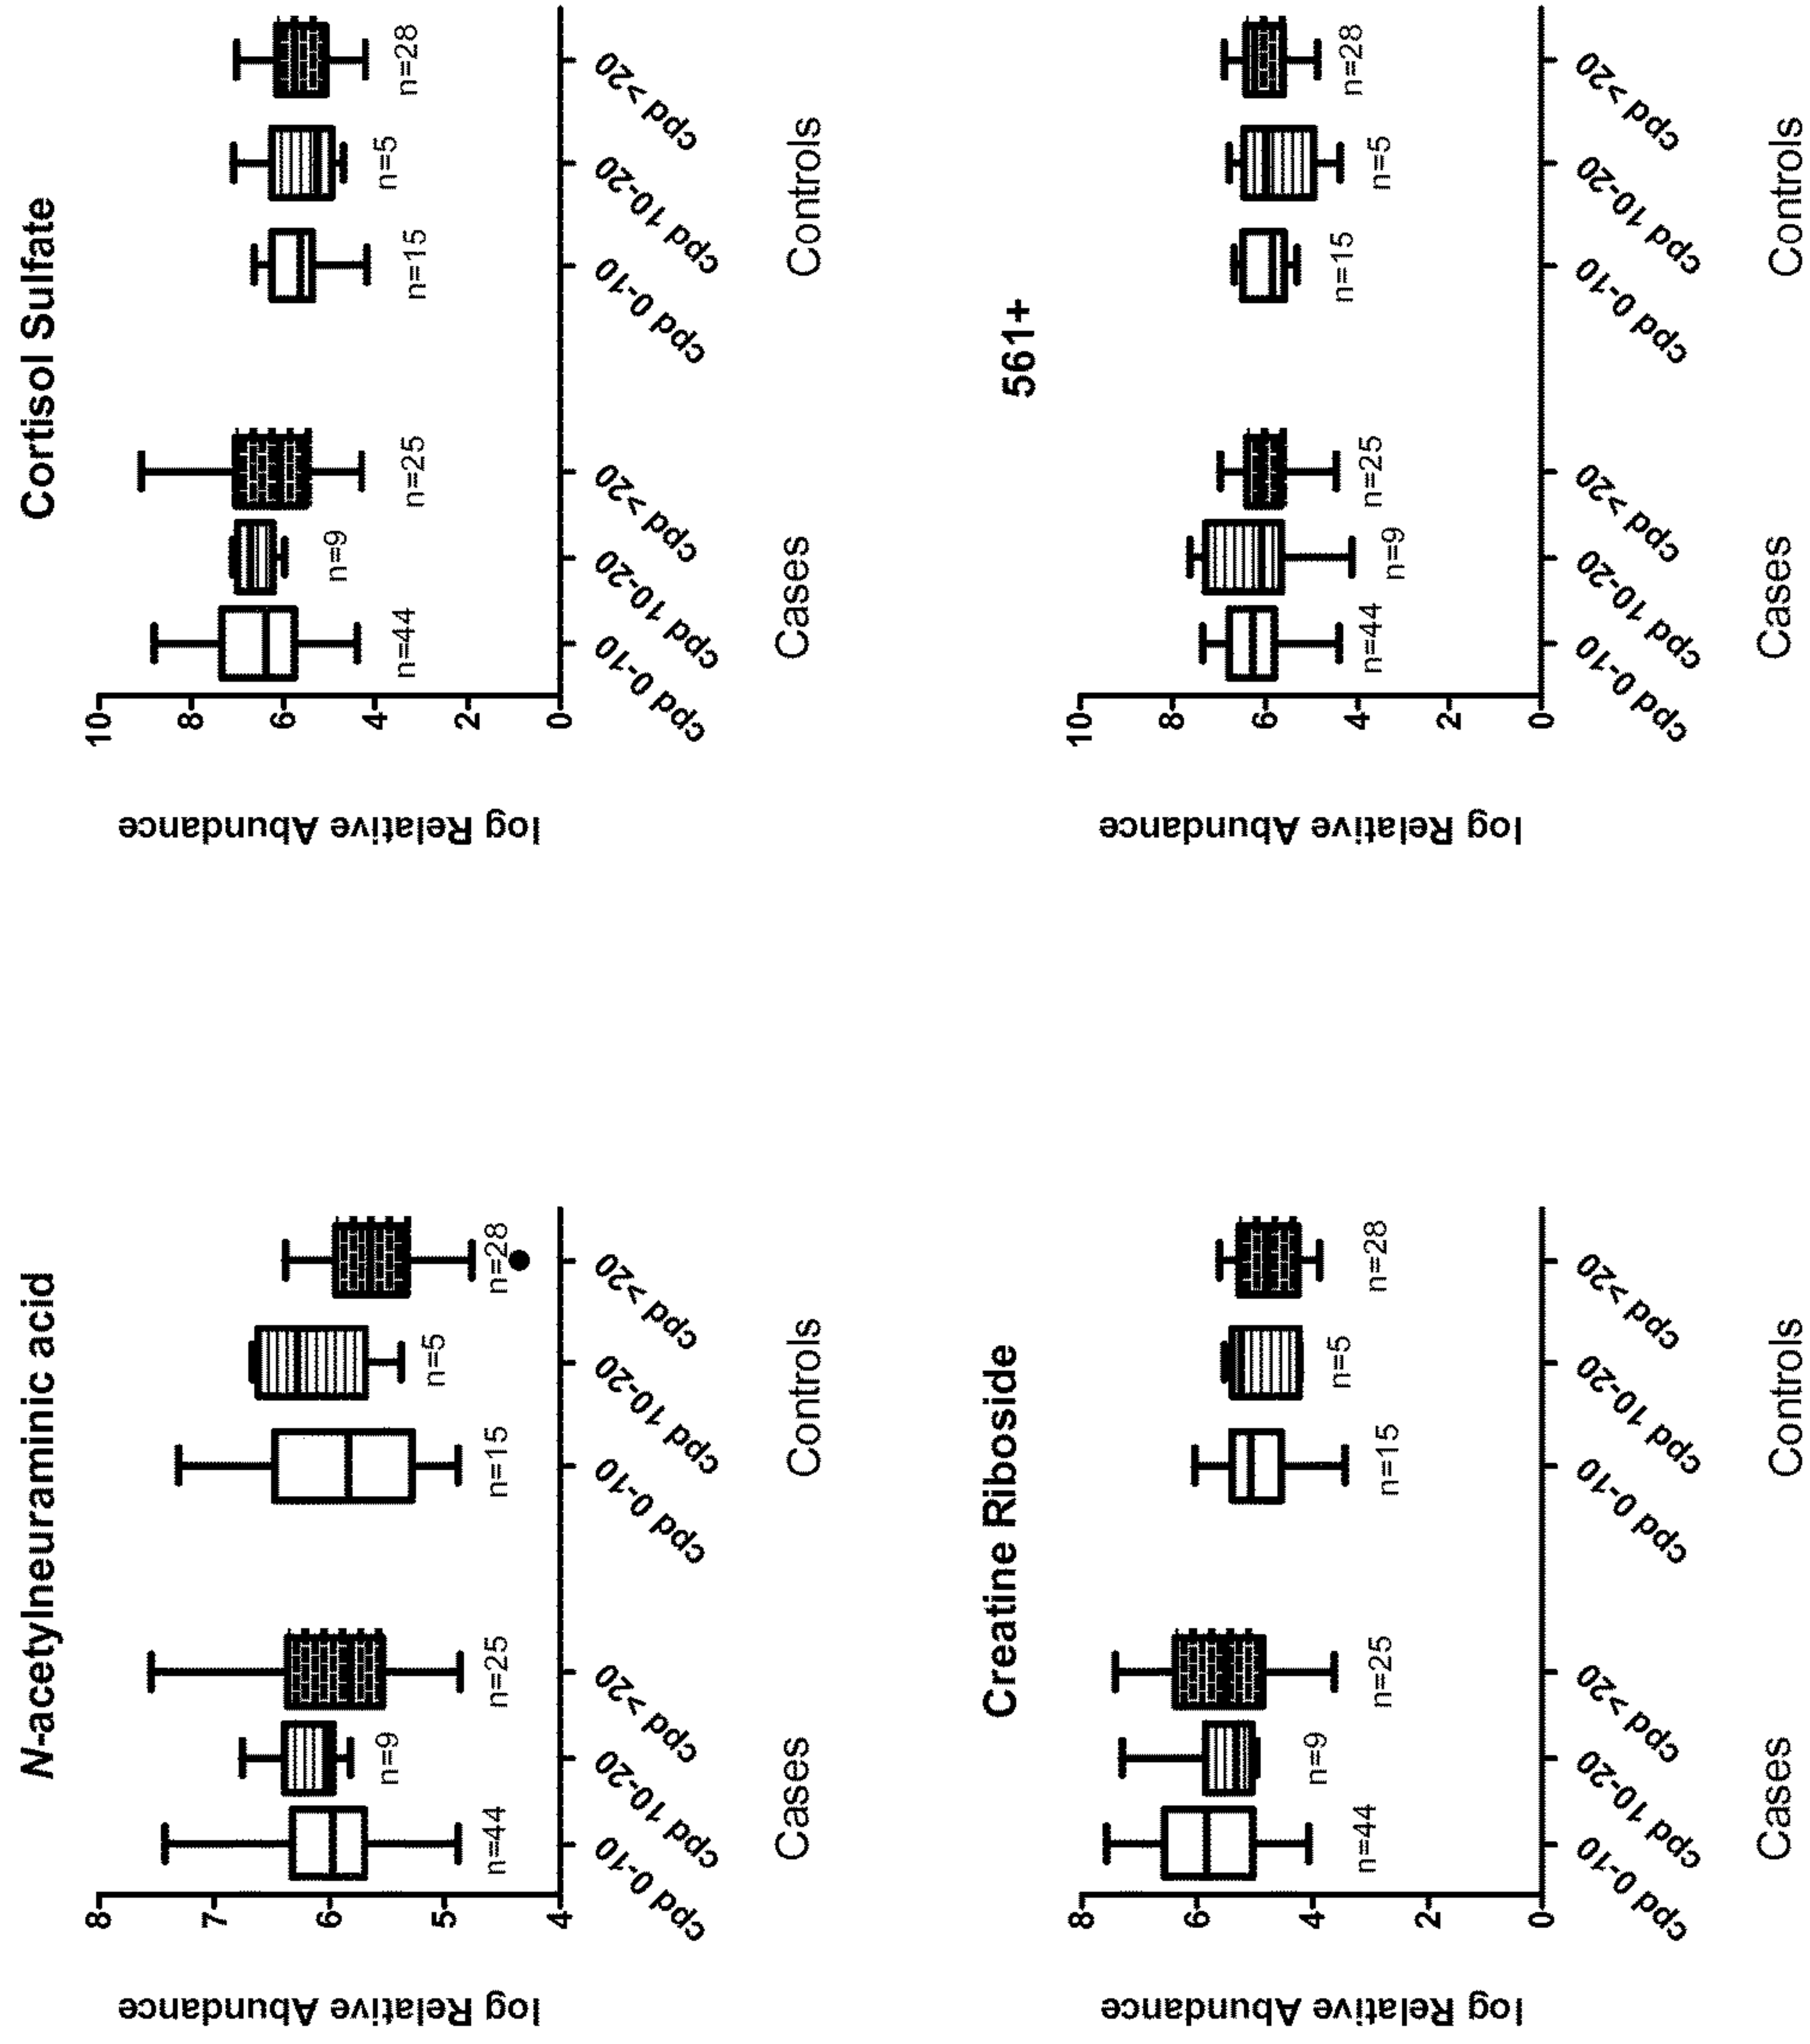 N-acetylneuraminic acid
log Relative Abundance
8
7
6
5
4
n=44
n=9
n=25
n=15
n=5
n=28
cpd 0-10
cpd 10-20
cpd >20
cpd 0-10
cpd 10-20
cpd >20
Cases
Controls
Cortisol Sulfate
log Relative Abundance
10
8
6
4
2
0
n=44
n=9
n=25
n=15
n=5
n=28
cpd 0-10
cpd 10-20
cpd >20
cpd 0-10
cpd 10-20
cpd >20
Cases
Controls
Creatine Riboside
log Relative Abundance
8
6
4
2
0
n=44
n=9
n=25
n=15
n=5
n=28
cpd 0-10
cpd 10-20
cpd >20
cpd 0-10
cpd 10-20
cpd >20
Cases
Controls
561+
log Relative Abundance
10
8
6
4
2
0
n=44
n=9
n=25
n=15
n=5
n=28
cpd 0-10
cpd 10-20
cpd >20
cpd 0-10
cpd 10-20
cpd >20
Cases
Controls